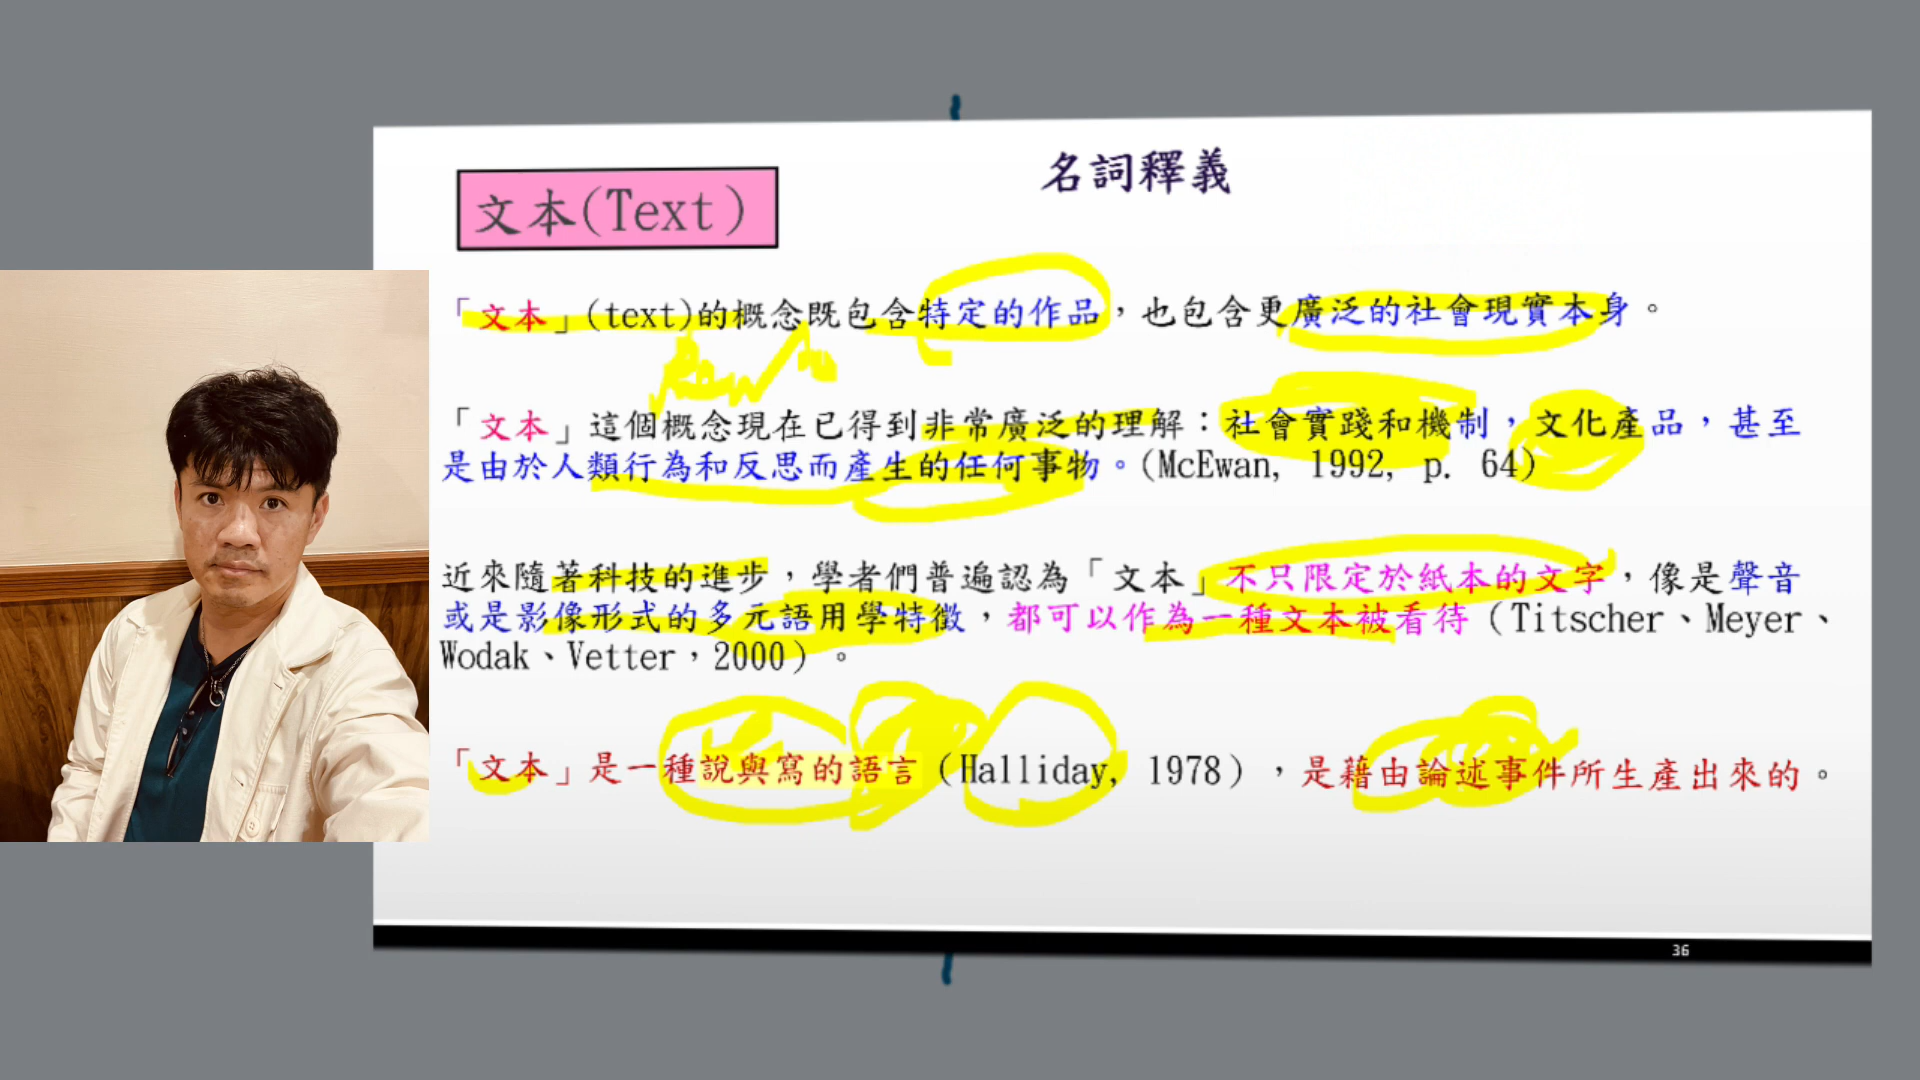 名詞釋義
文本(Text)
「文本」(text)的概念既包含特定的作品，也包含更廣泛的社會現實本身。
「文本」這個概念現在已得到非常廣泛的理解：社會實踐和機制，文化產品，甚至
是由於人類行為和反思而產生的任何事物。(McEwan, 1992, p. 64)
近來隨著科技的進步，學者們普遍認為「文本」不只限定於紙本的文字，像是聲音
或是影像形式的多元語用學特徵，都可以作為一種文本被看待（Titscher、Meyer、
Wodak、Vetter，2000）。
「文本」是一種說與寫的語言（Halliday, 1978），是藉由論述事件所生產出來的。
36